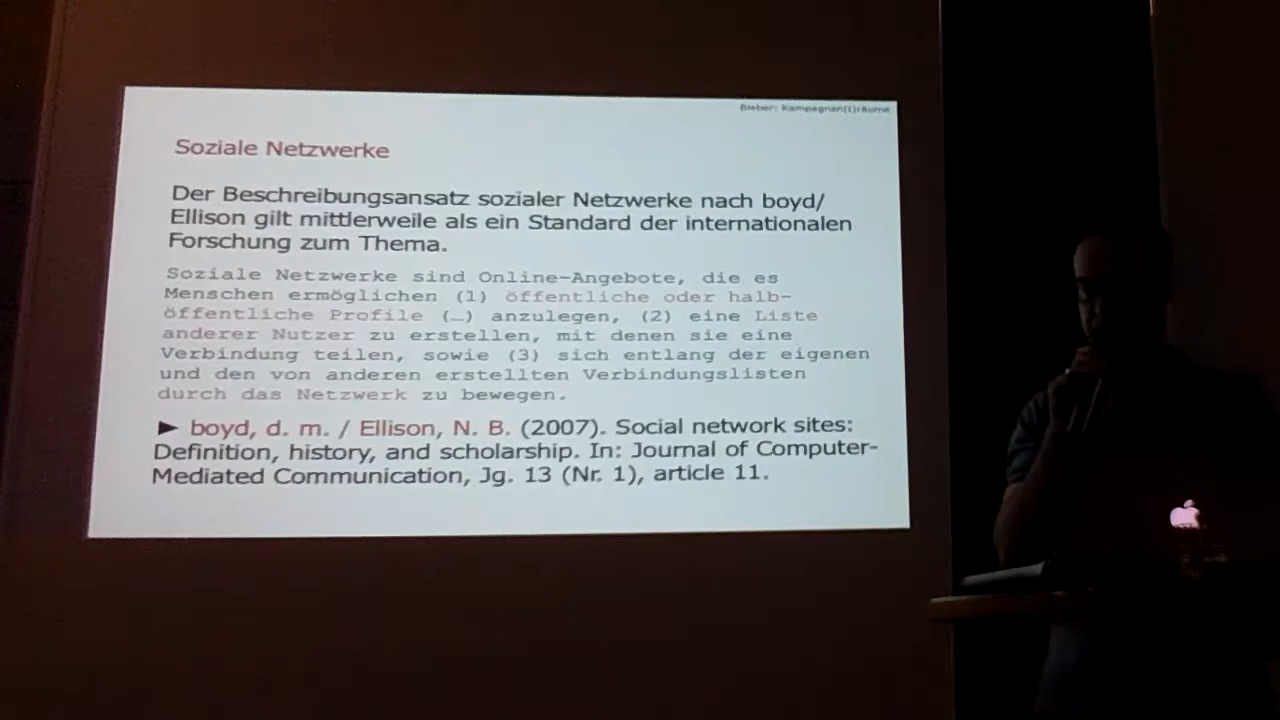 Bieber: Kampagnen(t)räume
Soziale Netzwerke
Der Beschreibungsansatz sozialer Netzwerke nach boyd/
Ellison gilt mittlerweile als ein Standard der internationalen
Forschung zum Thema.
Soziale Netzwerke sind Online-Angebote, die es
Menschen ermöglichen (1) öffentliche oder halb-
öffentliche Profile (…) anzulegen, (2) eine Liste
anderer Nutzer zu erstellen, mit denen sie eine
Verbindung teilen, sowie (3) sich entlang der eigenen
und den von anderen erstellten Verbindungslisten
durch das Netzwerk zu bewegen.
► boyd, d. m. / Ellison, N. B. (2007). Social network sites:
Definition, history, and scholarship. In: Journal of Computer-
Mediated Communication, Jg. 13 (Nr. 1), article 11.